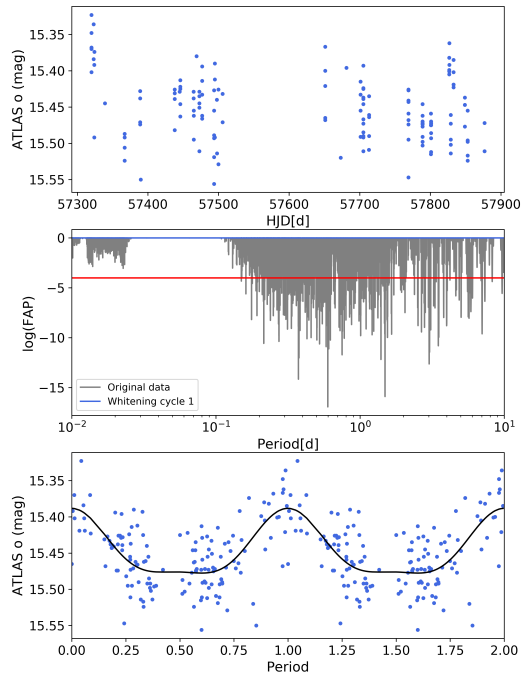 15.35
15.40
15.45
15.50
15.55
ATLAS o (mag)
57300 57400 57500 57600 57700 57800 57900
HJD[d]
0
−5
−10
−15
log(FAP)
Original data
Whitening cycle 1
10⁻² 10⁻¹ 10⁰ 10¹
Period[d]
15.35
15.40
15.45
15.50
15.55
ATLAS o (mag)
0.00 0.25 0.50 0.75 1.00 1.25 1.50 1.75 2.00
Period